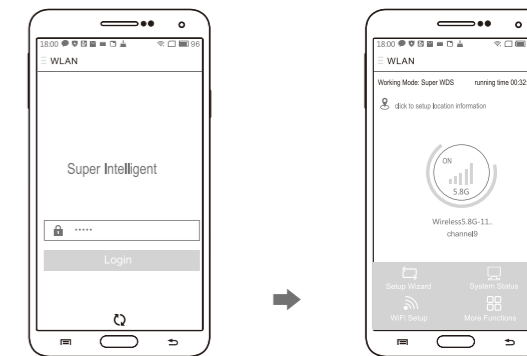 18:00 96
WLAN
Super Intelligent
*****
Login
18:00
WLAN
Working Mode: Super WDS running time 00:32:
click to setup location information
ON
5.8G
Wireless5.8G-11..
channel9
Setup Wizard System Status
WiFi Setup More Functions